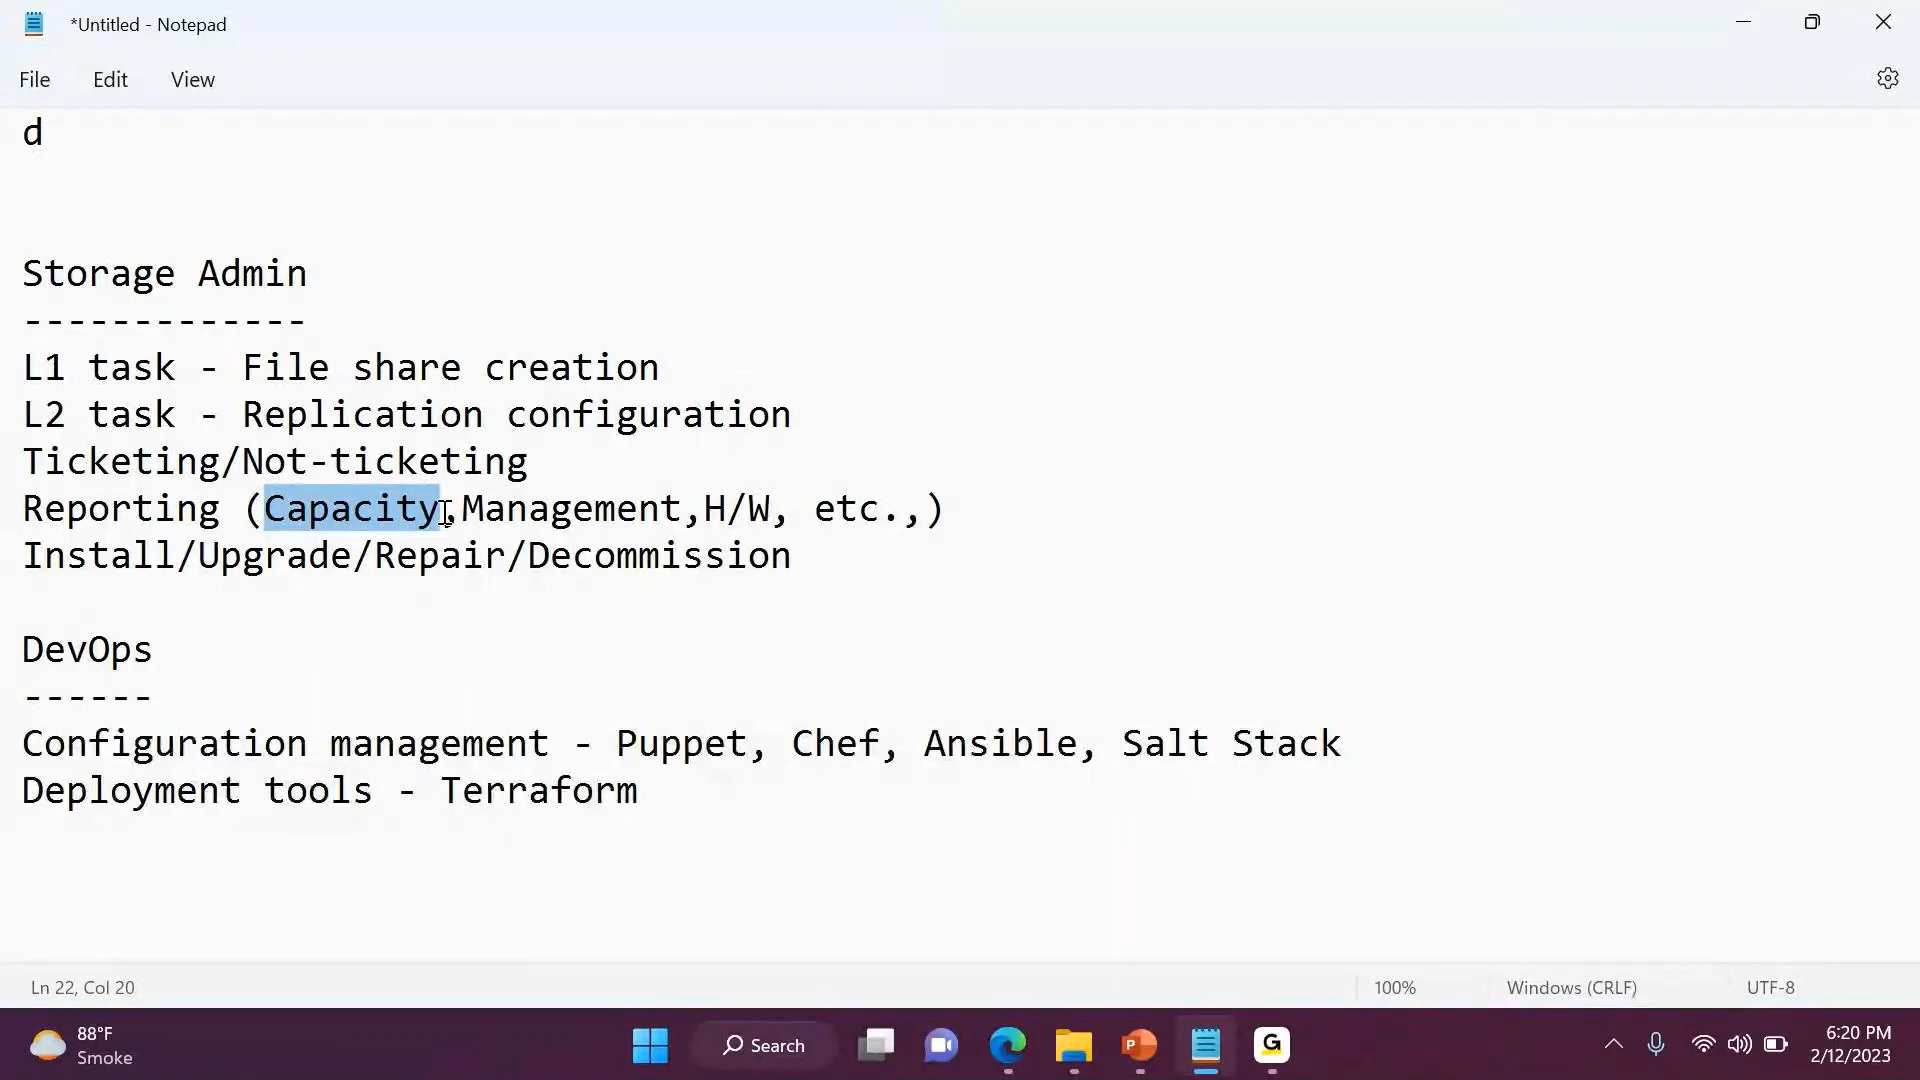 *Untitled - Notepad
File Edit View
d
Storage Admin
-------------
L1 task - File share creation
L2 task - Replication configuration
Ticketing/Not-ticketing
Reporting (Capacity,Management,H/W, etc.,)
Install/Upgrade/Repair/Decommission
DevOps
------
Configuration management - Puppet, Chef, Ansible, Salt Stack
Deployment tools - Terraform
Ln 22, Col 20 100% Windows (CRLF) UTF-8
88°F
Smoke
Search
P
G
6:20 PM
2/12/2023